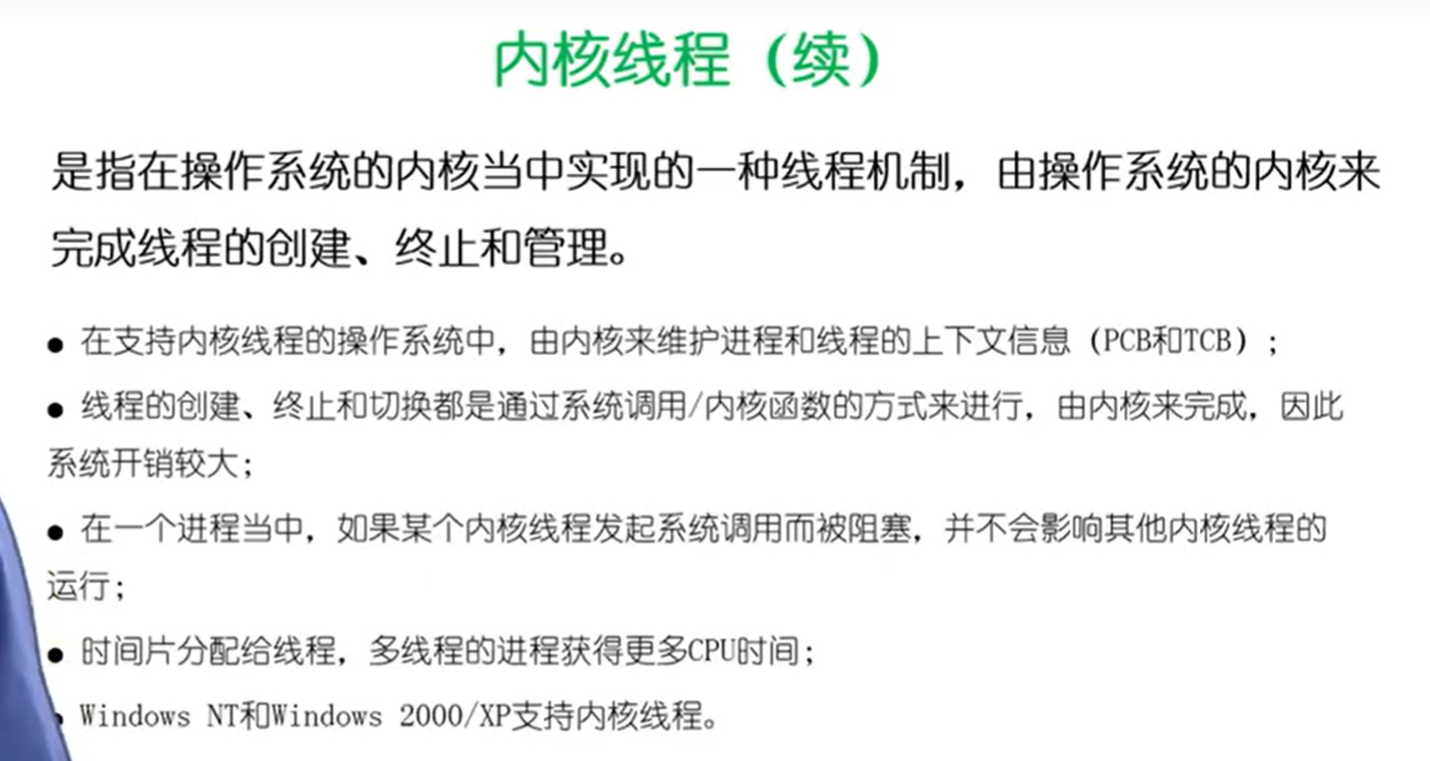 内核线程（续）
是指在操作系统的内核当中实现的一种线程机制，由操作系统的内核来
完成线程的创建、终止和管理。
● 在支持内核线程的操作系统中，由内核来维护进程和线程的上下文信息（PCB和TCB）；
● 线程的创建、终止和切换都是通过系统调用/内核函数的方式来进行，由内核来完成，因此
系统开销较大；
● 在一个进程当中，如果某个内核线程发起系统调用而被阻塞，并不会影响其他内核线程的
运行；
● 时间片分配给线程，多线程的进程获得更多CPU时间；
● Windows NT和Windows 2000/XP支持内核线程。